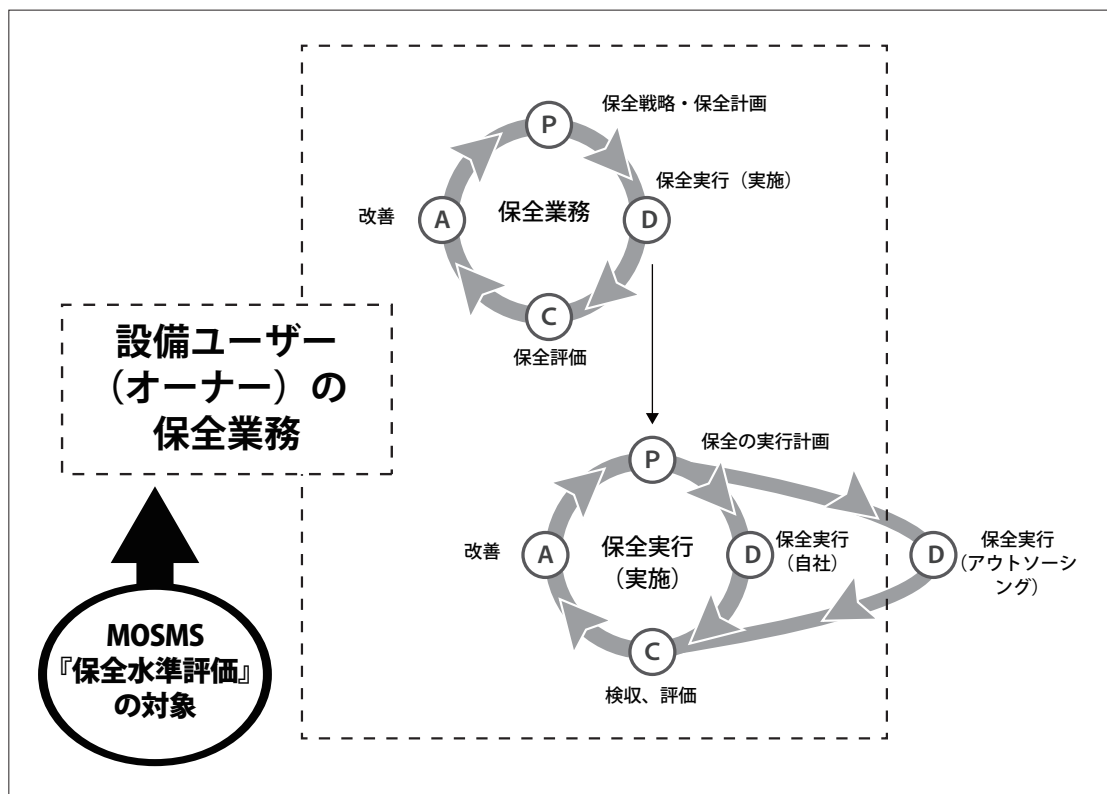 P
保全戦略・保全計画
保全実行（実施）
改善
A
保全業務
D
C
保全評価
設備ユーザー
（オーナー）の
保全業務
P
保全の実行計画
改善
A
保全実行
（実施）
D
保全実行
（自社）
D
保全実行
（アウトソーシ
ング）
C
検収、評価
MOSMS
『保全水準評価』
の対象